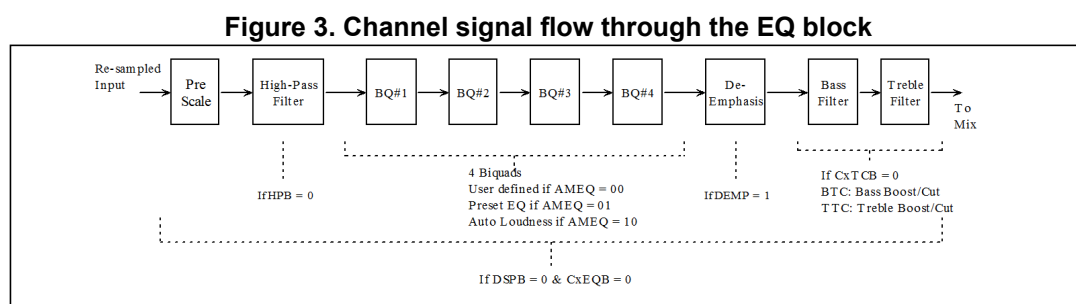 Figure 3. Channel signal flow through the EQ block
Re-sampled
Input
Pre
Scale
High-Pass
Filter
BQ#1
BQ#2
BQ#3
BQ#4
De-
Emphasis
Bass
Filter
Treble
Filter
To
Mix
If HPB = 0
4 Biquads
User defined if AMEQ = 00
Preset EQ if AMEQ = 01
Auto Loudness if AMEQ = 10
If DEMP = 1
If CxTCB = 0
BTC: Bass Boost/Cut
TTC: Treble Boost/Cut
If DSPB = 0 & CxEQB = 0